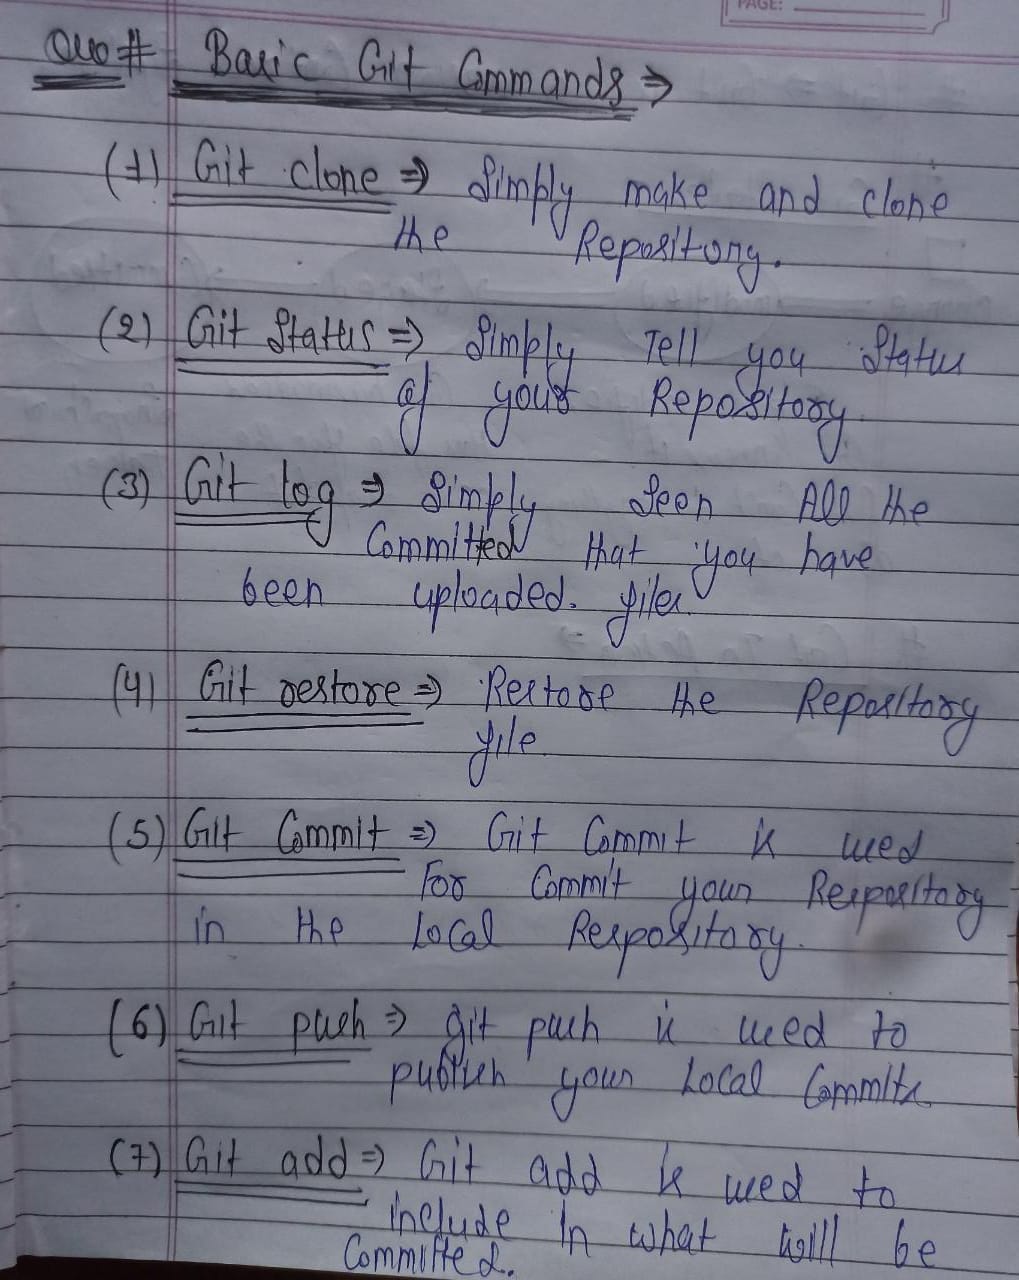 PAGE:
Que # Basic Git Commands ⇒
(1) Git clone ⇒ Simply make and clone
the Repository.
(2) Git Status ⇒ Simply Tell you Status
of your Repository.
(3) Git log ⇒ Simply Seen All the
Committed that you have
been uploaded. files.
(4) Git restore ⇒ Restore the Repository
file.
(5) Git Commit ⇒ Git Commit is used
For Commit your Respository
in the Local Respository.
(6) Git push ⇒ git push is used to
publish your Local Commits.
(7) Git add ⇒ Git add is used to
include in what will be
Committed.